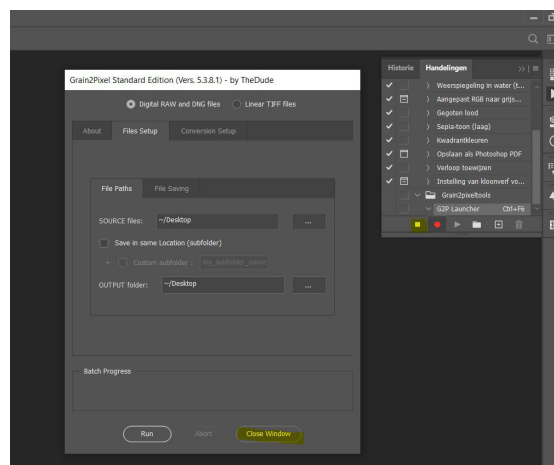 Historie Handelingen
Grain2Pixel Standard Edition (Vers. 5.3.8.1) - by TheDude
Digital RAW and DNG files Linear TIFF files
About Files Setup Conversion Setup
File Paths File Saving
SOURCE files: ~/Desktop ...
Save in same Location (subfolder)
+ Custom subfolder : my_subfolder_name
OUTPUT folder: ~/Desktop ...
Batch Progress
Run Abort Close Window
Weerspiegeling in water (t...
Aangepast RGB naar grijs...
Gegoten lood
Sepia-toon (laag)
Kwadrantkleuren
Opslaan als Photoshop PDF
Verloop toewijzen
Instelling van kloonverf vo...
Grain2pixeltools
G2P Launcher Ctrl+F6